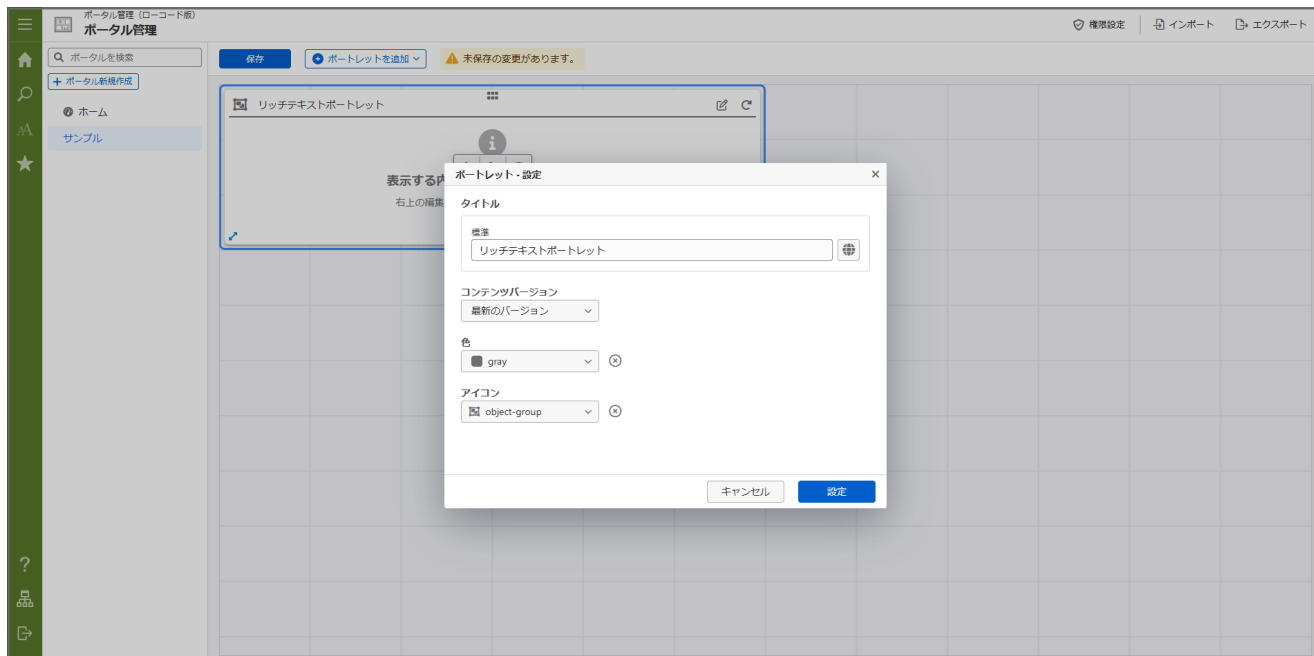 ポータル管理（ローコード版）
ポータル管理
権限設定
インポート
エクスポート
ポータルを検索
ポータル新規作成
ホーム
サンプル
保存
ポートレットを追加
未保存の変更があります。
リッチテキストポートレット
表示する
右上の編集
ポートレット - 設定
タイトル
標準
リッチテキストポートレット
コンテンツバージョン
最新のバージョン
色
gray
アイコン
object-group
キャンセル
設定